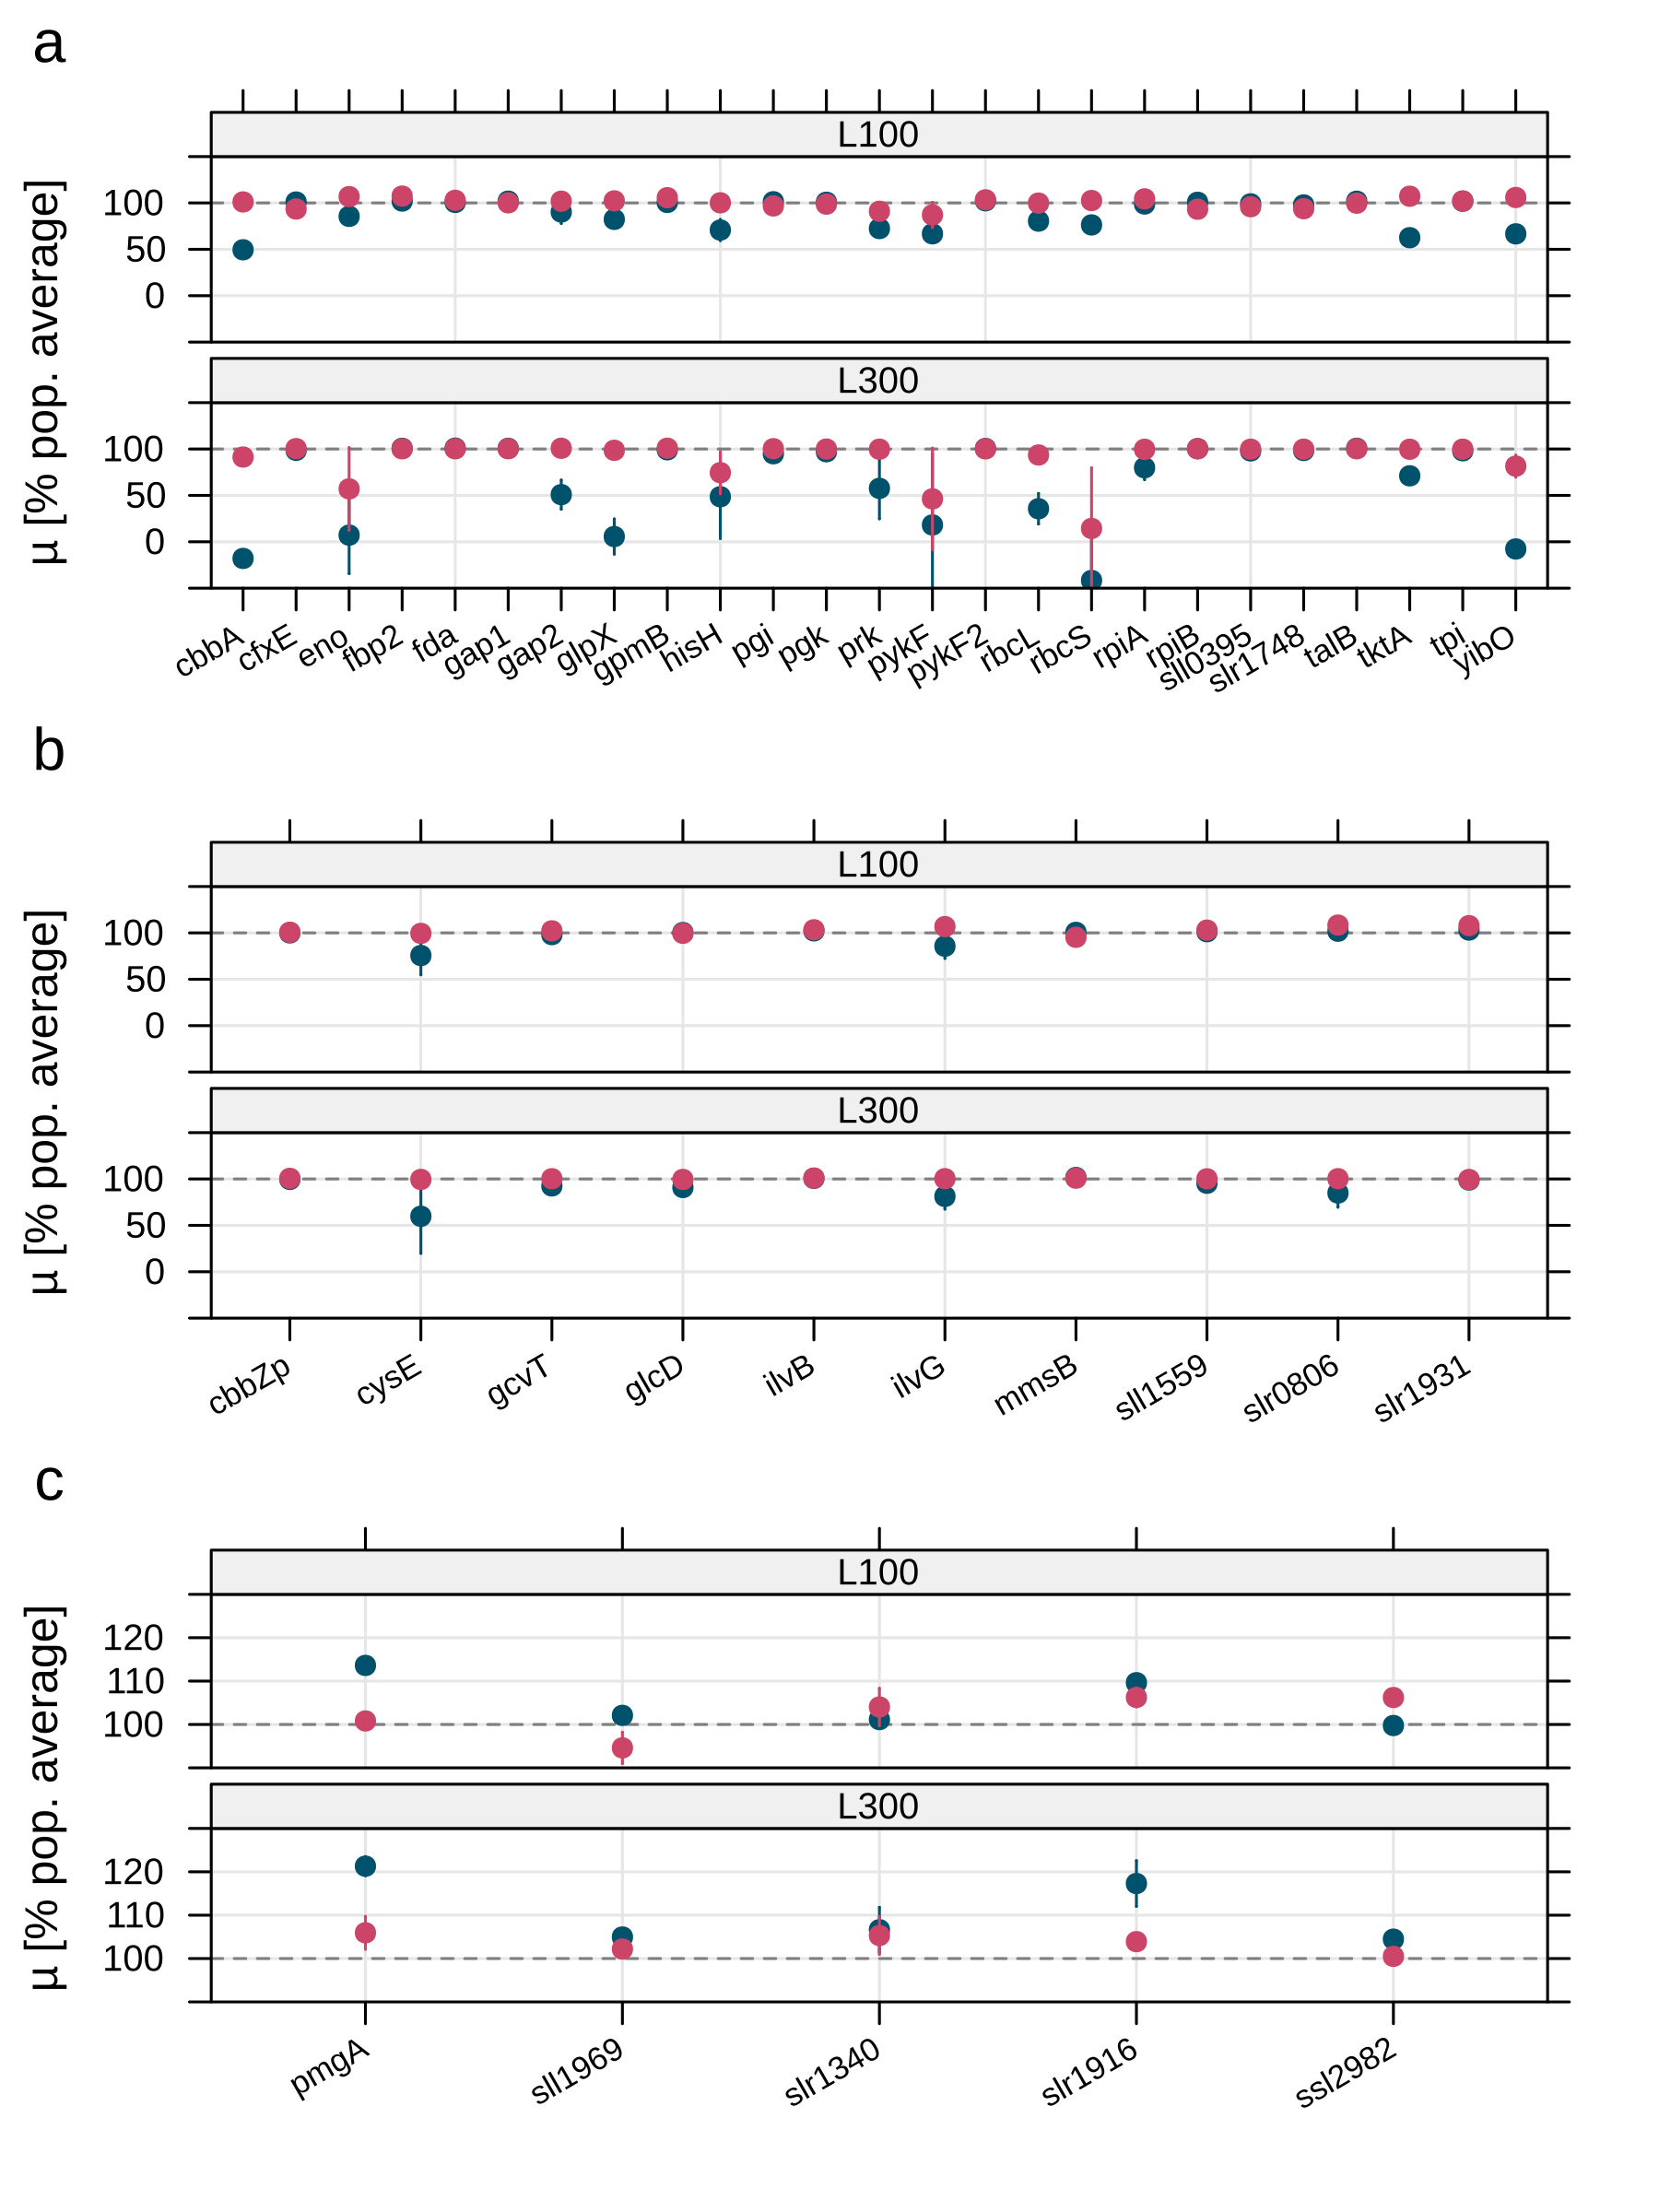 a
L100
100
50
0
L300
100
50
0
µ [% pop. average]
cbbA cfxE eno fbp2 fda gap1 gap2 glpX gpmB hisH pgi pgk prk pykF pykF2 rbcL rbcS rpiA rpiB sll0395 slr1748 talB tktA tpi yibO
b
L100
100
50
0
L300
100
50
0
µ [% pop. average]
cbbZp cysE gcvT glcD ilvB ilvG mmsB sll1559 slr0806 slr1931
c
L100
120
110
100
L300
120
110
100
µ [% pop. average]
pmgA sll1969 slr1340 slr1916 ssl2982